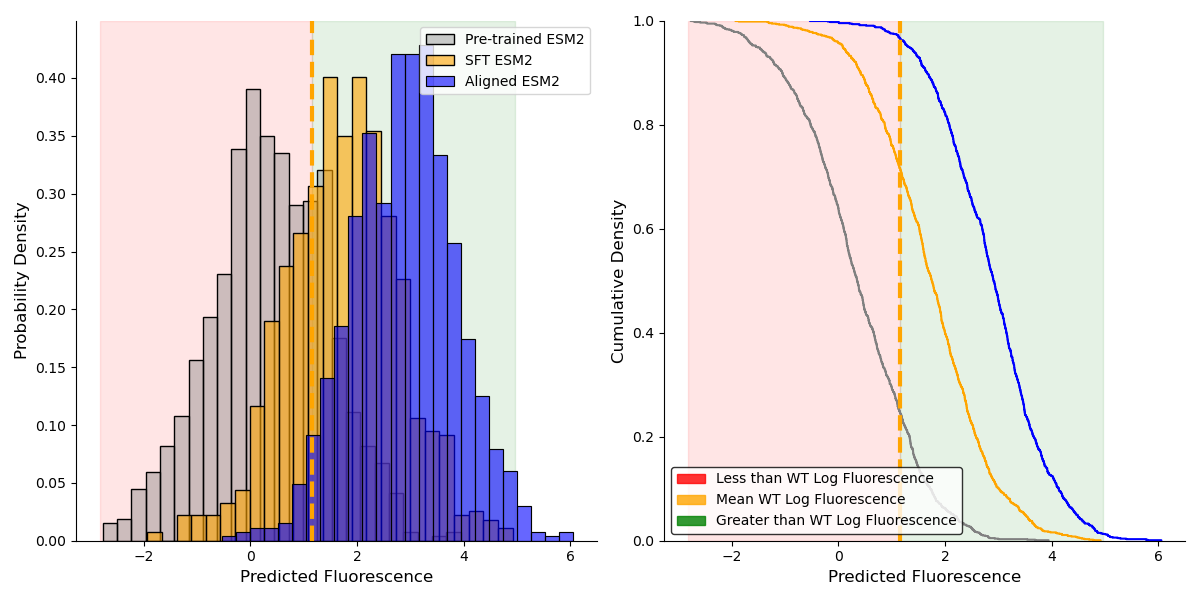 Probability Density
0.40
0.35
0.30
0.25
0.20
0.15
0.10
0.05
0.00
Pre-trained ESM2
SFT ESM2
Aligned ESM2
−2 0 2 4 6
Predicted Fluorescence
Cumulative Density
1.0
0.8
0.6
0.4
0.2
0.0
Less than WT Log Fluorescence
Mean WT Log Fluorescence
Greater than WT Log Fluorescence
−2 0 2 4 6
Predicted Fluorescence